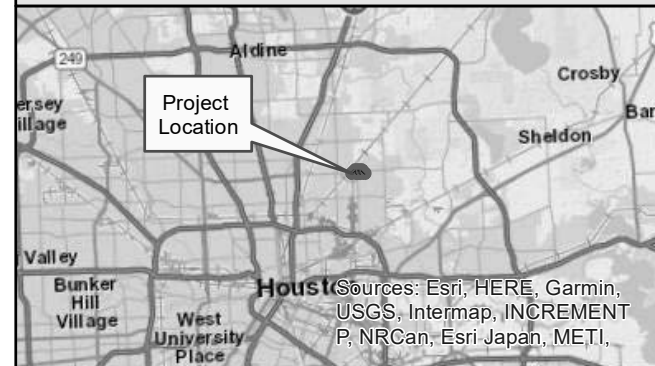 Aldine
249
Crosby
Project
Location
ersey
illage
Bar
Sheldon
Valley
Bunker
Hill
Village
Housto
West
University
Place
Sources: Esri, HERE, Garmin,
USGS, Intermap, INCREMENT
P, NRCan, Esri Japan, METI,